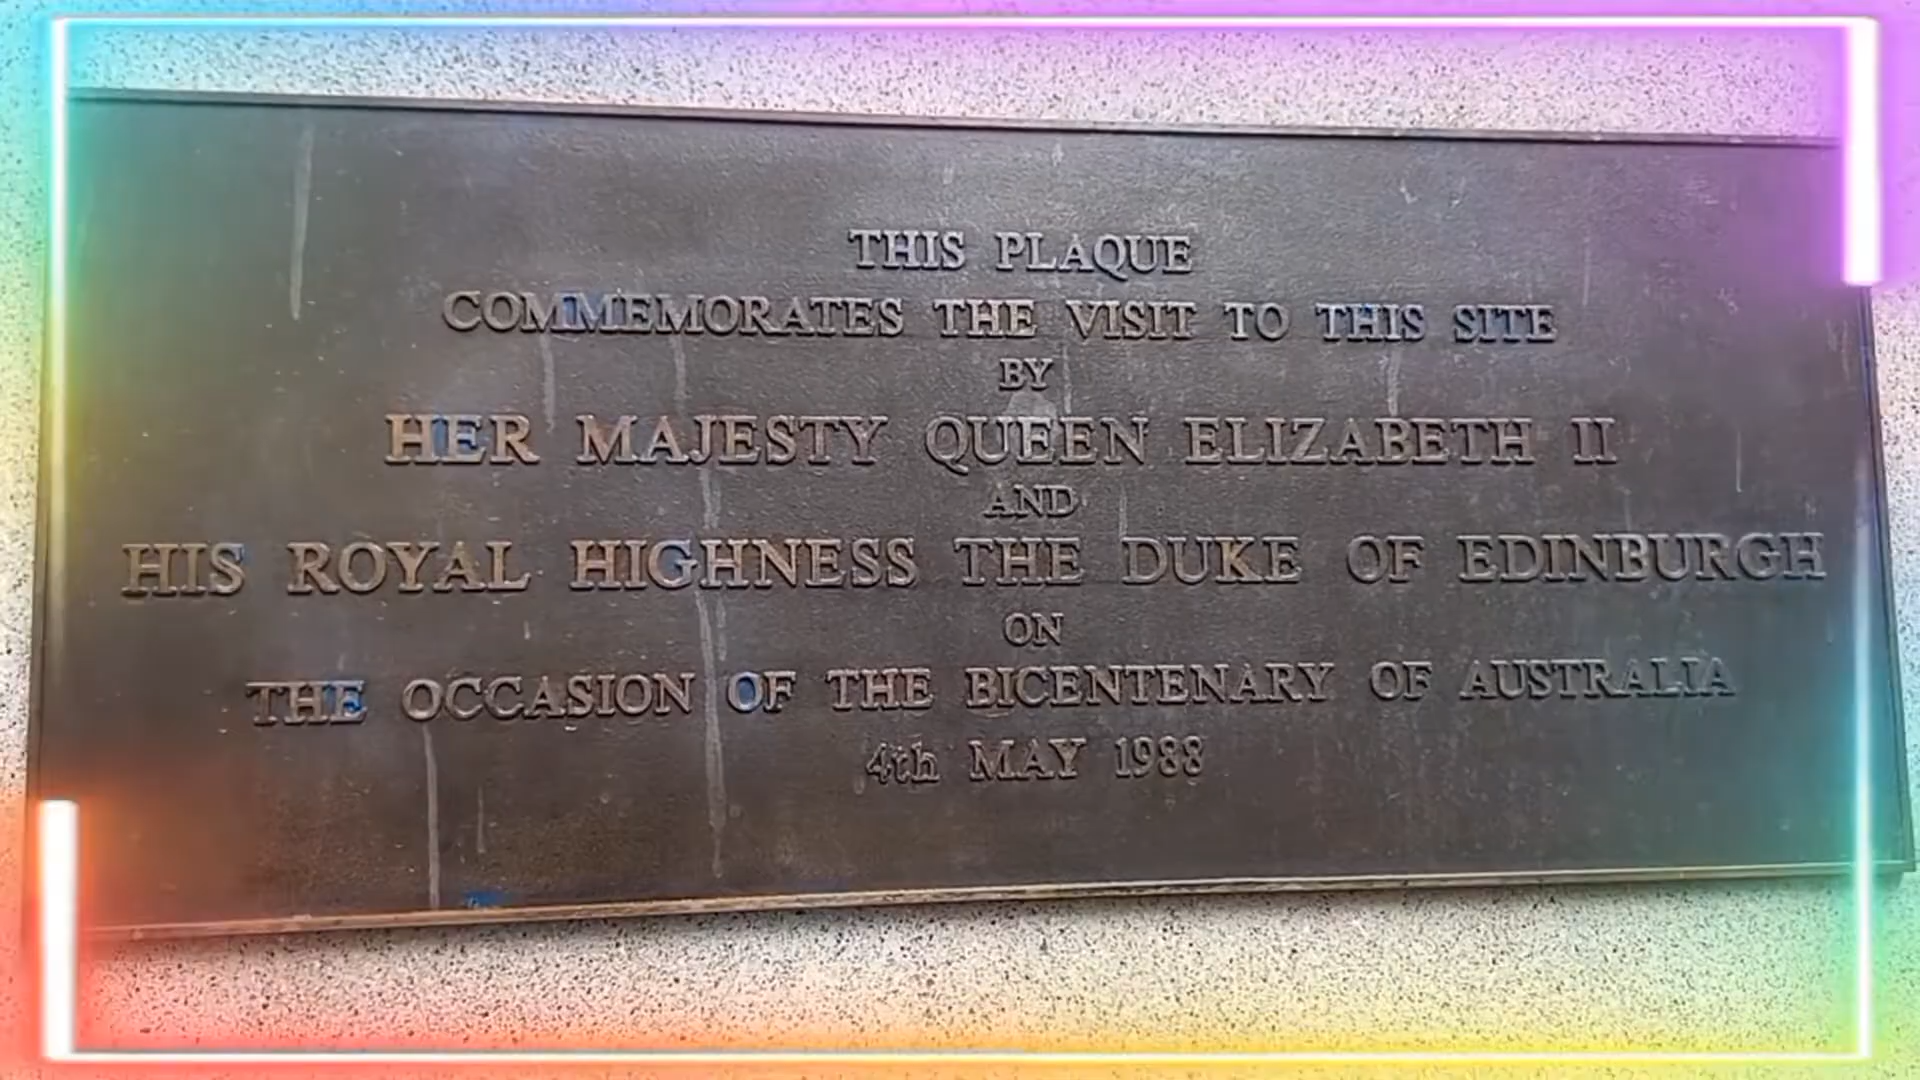 THIS PLAQUE
COMMEMORATES THE VISIT TO THIS SITE
BY
HER MAJESTY QUEEN ELIZABETH II
AND
HIS ROYAL HIGHNESS THE DUKE OF EDINBURGH
ON
THE OCCASION OF THE BICENTENARY OF AUSTRALIA
4th MAY 1988